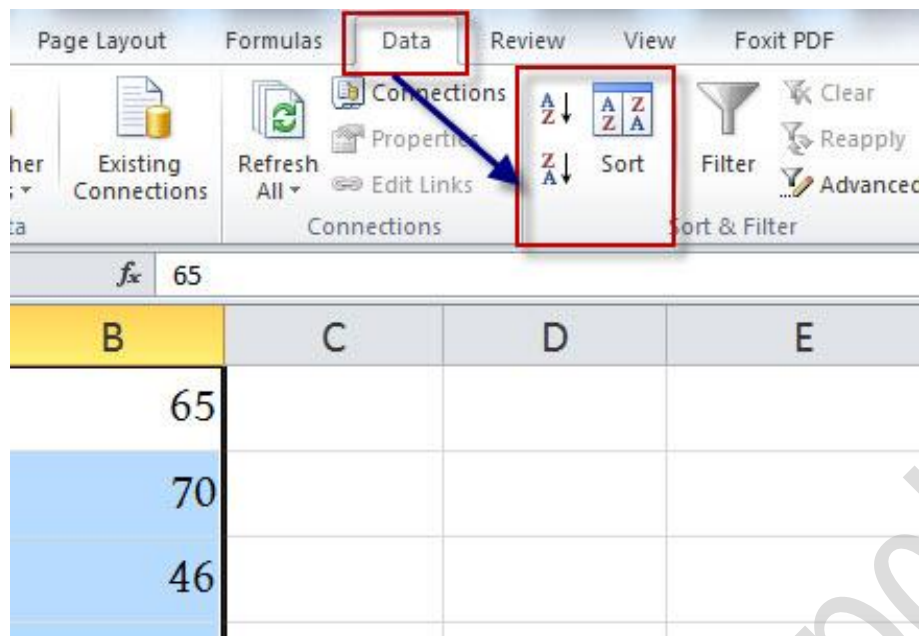 Page Layout Formulas Data Review View Foxit PDF
Connections
Properties
Edit Links
Existing
Connections
Refresh
All
Connections
A
Z
Z
A
A Z
Z A
Sort
Filter
Clear
Reapply
Advanced
Sort & Filter
fx 65
B C D E
65
70
46